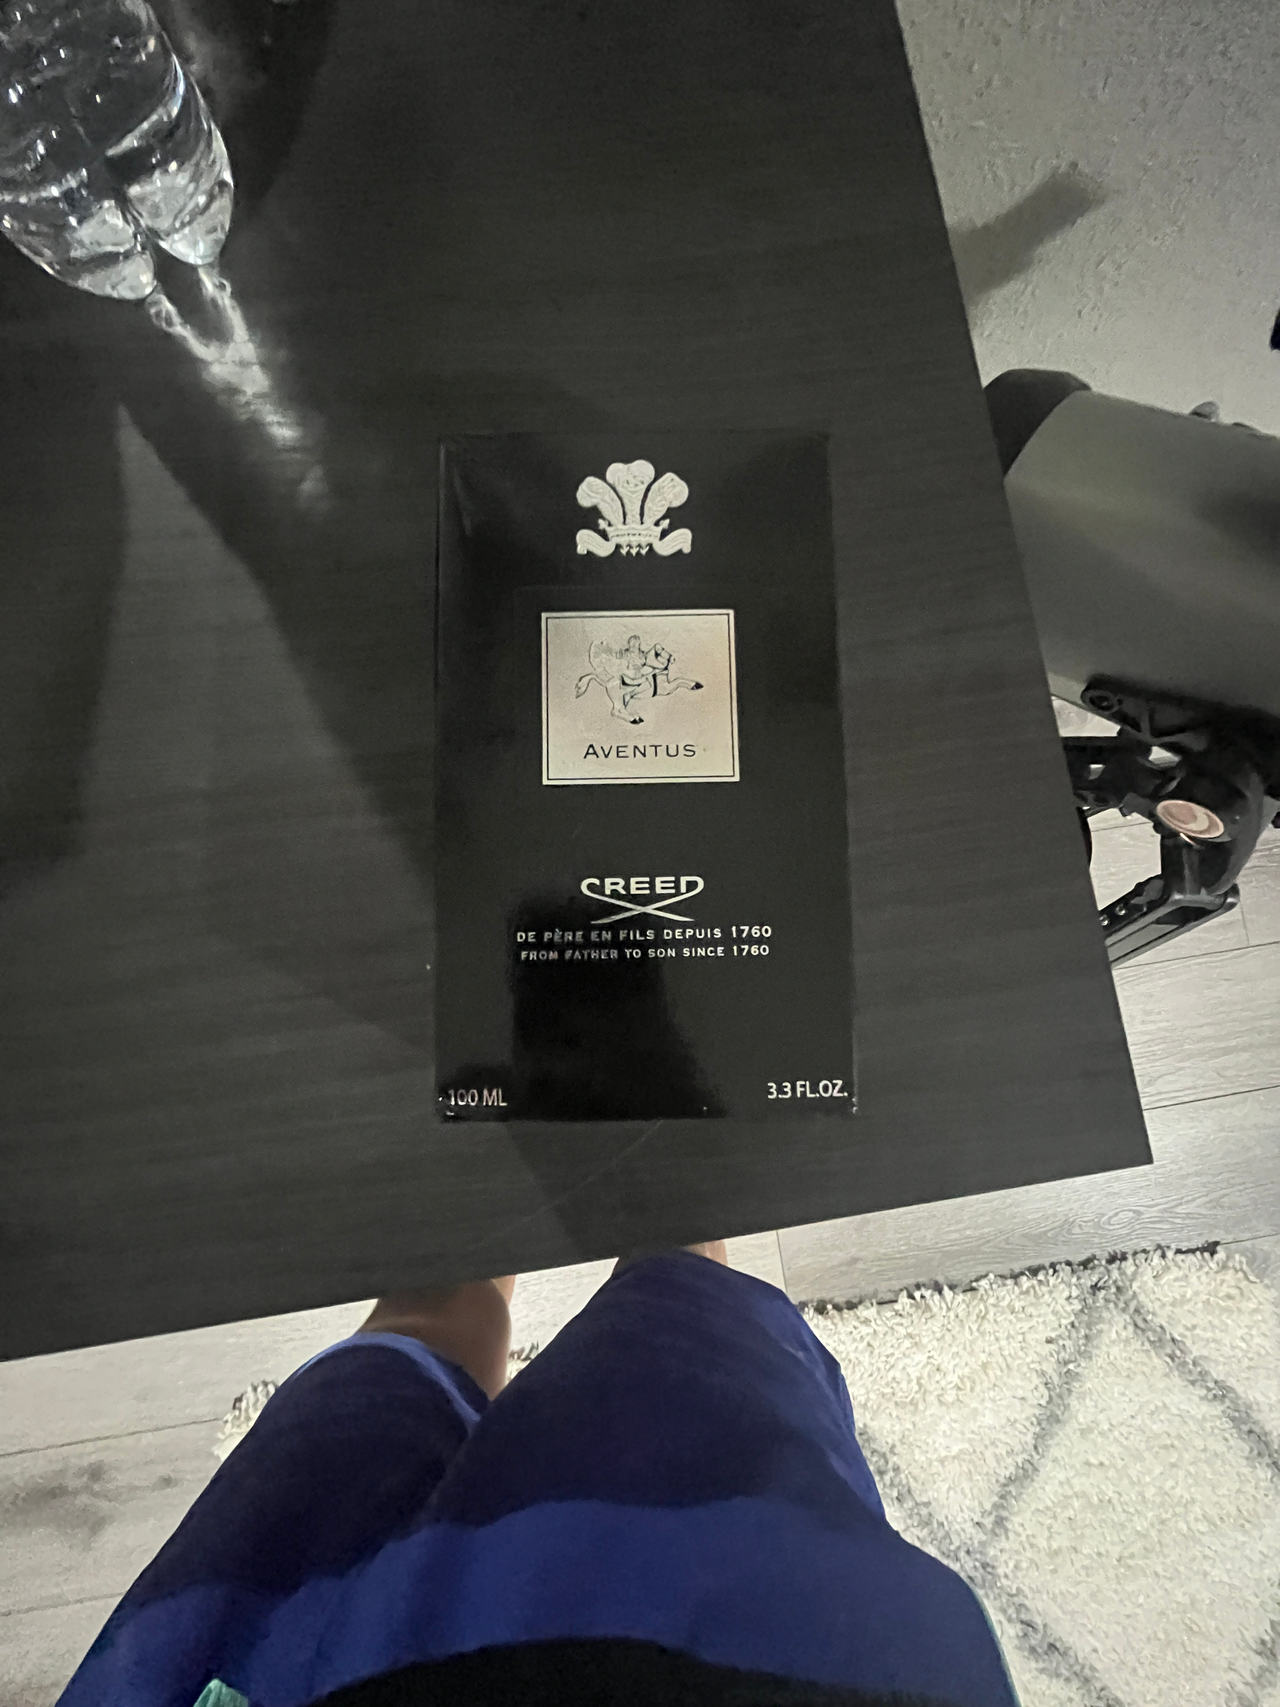 AVENTUS
CREED
DE PÈRE EN FILS DEPUIS 1760
FROM FATHER TO SON SINCE 1760
100 ML
3.3 FL.OZ.